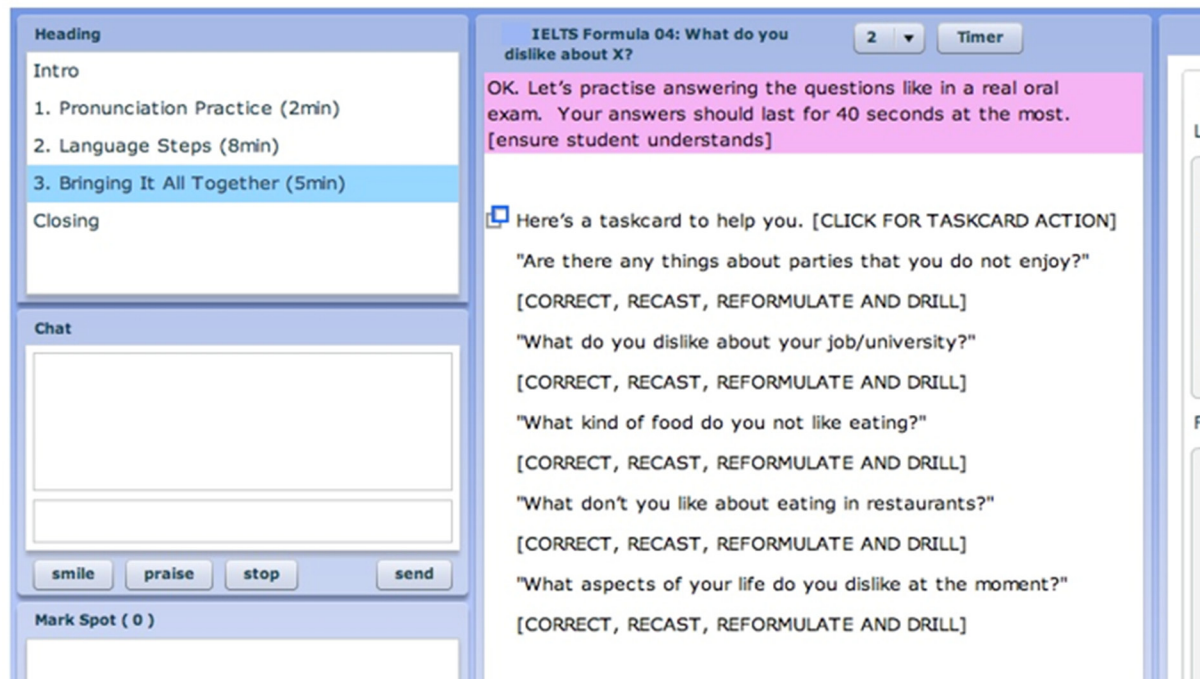 Heading
Intro
1. Pronunciation Practice (2min)
2. Language Steps (8min)
3. Bringing It All Together (5min)
Closing
Chat
smile
praise
stop
send
Mark Spot ( 0 )
IELTS Formula 04: What do you
dislike about X?
2
Timer
OK. Let's practise answering the questions like in a real oral
exam.  Your answers should last for 40 seconds at the most.
[ensure student understands]
Here's a taskcard to help you. [CLICK FOR TASKCARD ACTION]
"Are there any things about parties that you do not enjoy?"
[CORRECT, RECAST, REFORMULATE AND DRILL]
"What do you dislike about your job/university?"
[CORRECT, RECAST, REFORMULATE AND DRILL]
"What kind of food do you not like eating?"
[CORRECT, RECAST, REFORMULATE AND DRILL]
"What don't you like about eating in restaurants?"
[CORRECT, RECAST, REFORMULATE AND DRILL]
"What aspects of your life do you dislike at the moment?"
[CORRECT, RECAST, REFORMULATE AND DRILL]